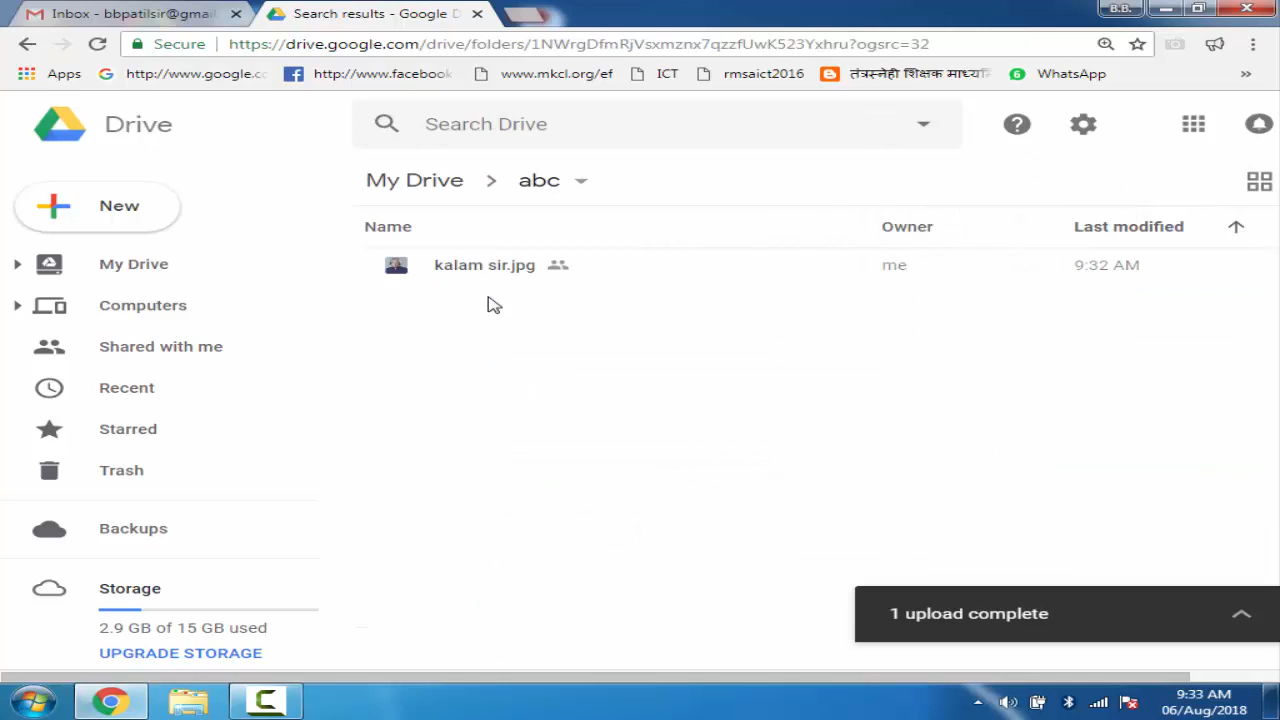 Inbox - bbpatilsir@gmai
Search results - Google D
B.B.
Secure
https://drive.google.com/drive/folders/1NWrgDfmRjVsxmznx7qzzfUwK523Yxhru?ogsrc=32
Apps
http://www.google.cc
http://www.facebook
www.mkcl.org/ef
ICT
rmsaict2016
तंत्रस्नेही शिक्षक माध्यमि
WhatsApp
»
Drive
Search Drive
My Drive > abc
New
Name
Owner
Last modified
My Drive
kalam sir.jpg
me
9:32 AM
Computers
Shared with me
Recent
Starred
Trash
Backups
Storage
2.9 GB of 15 GB used
UPGRADE STORAGE
1 upload complete
9:33 AM
06/Aug/2018